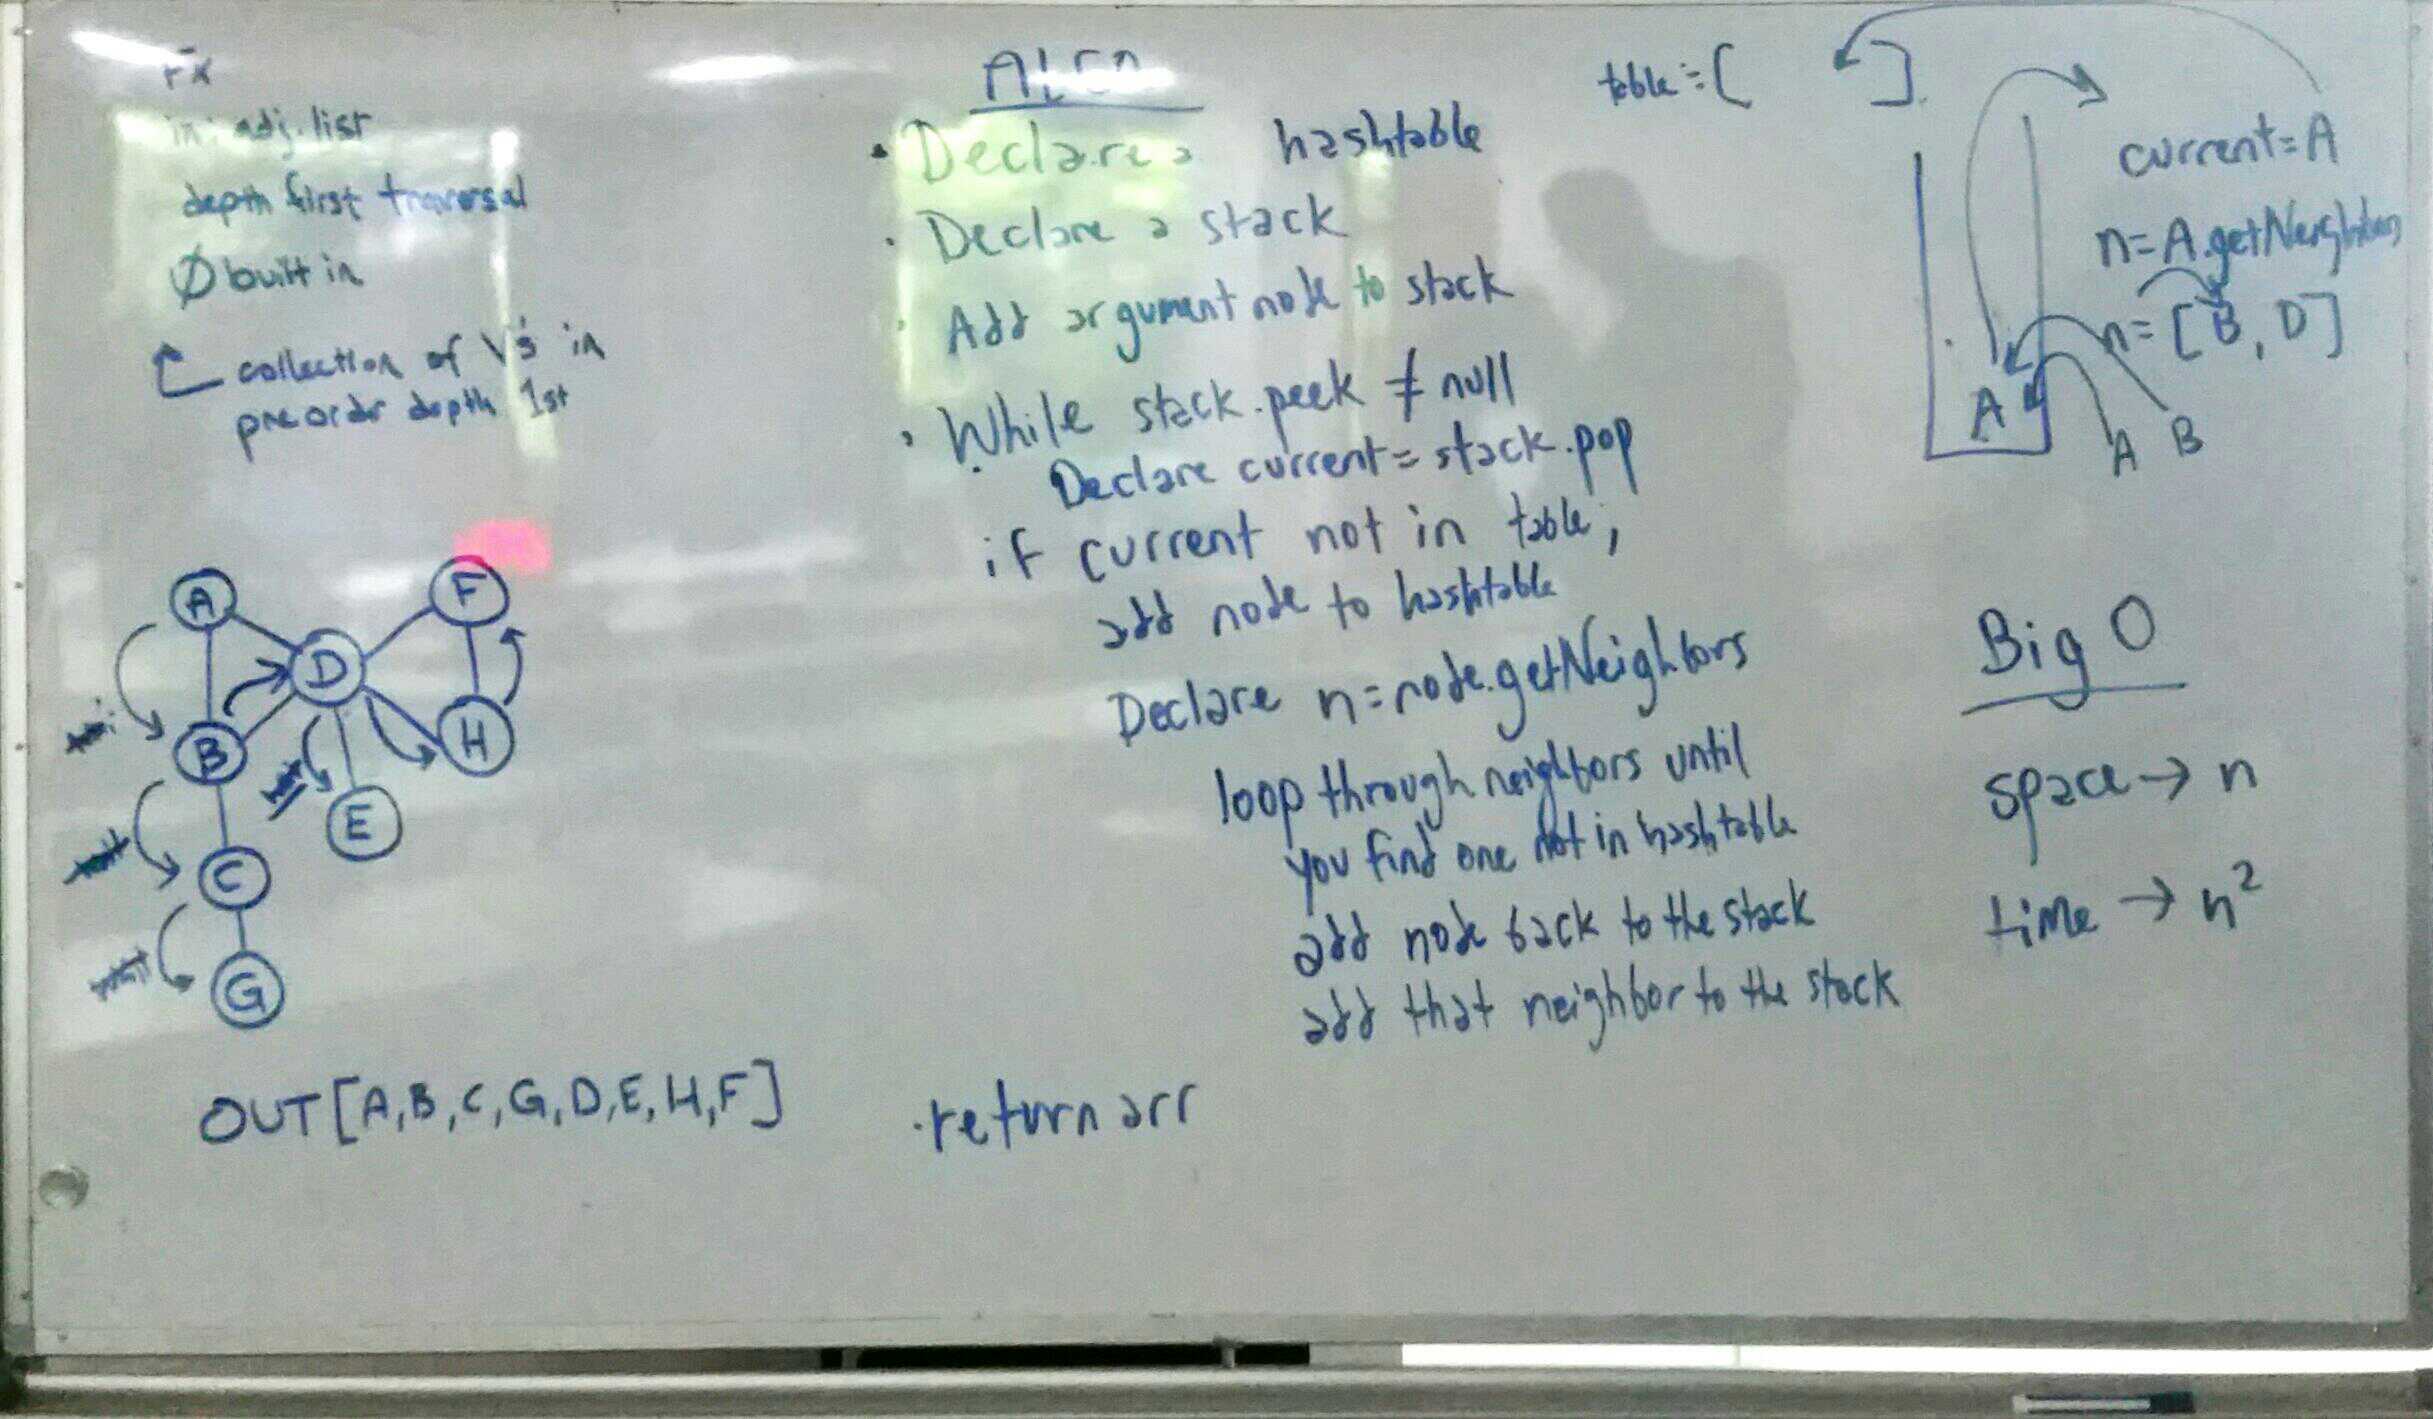 in: adj. list
depth first traversal
Ø built in
collection of V's in
preorder depth 1st
A
F
D
B
H
E
C
G
OUT [A,B,C,G,D,E,H,F]
ALGO
· Declare a hashtable
· Declare a stack
· Add argument node to stack
· While stack.peek ≠ null
Declare current = stack.pop
if current not in table,
add node to hashtable
Declare n=node.getNeighbors
loop through neighbors until
you find one not in hashtable
add node back to the stack
add that neighbor to the stack
· return arr
table = [ ]
current=A
n=A.getNeighbors
n=[B, D]
A
A B
Big O
space → n
time → n²